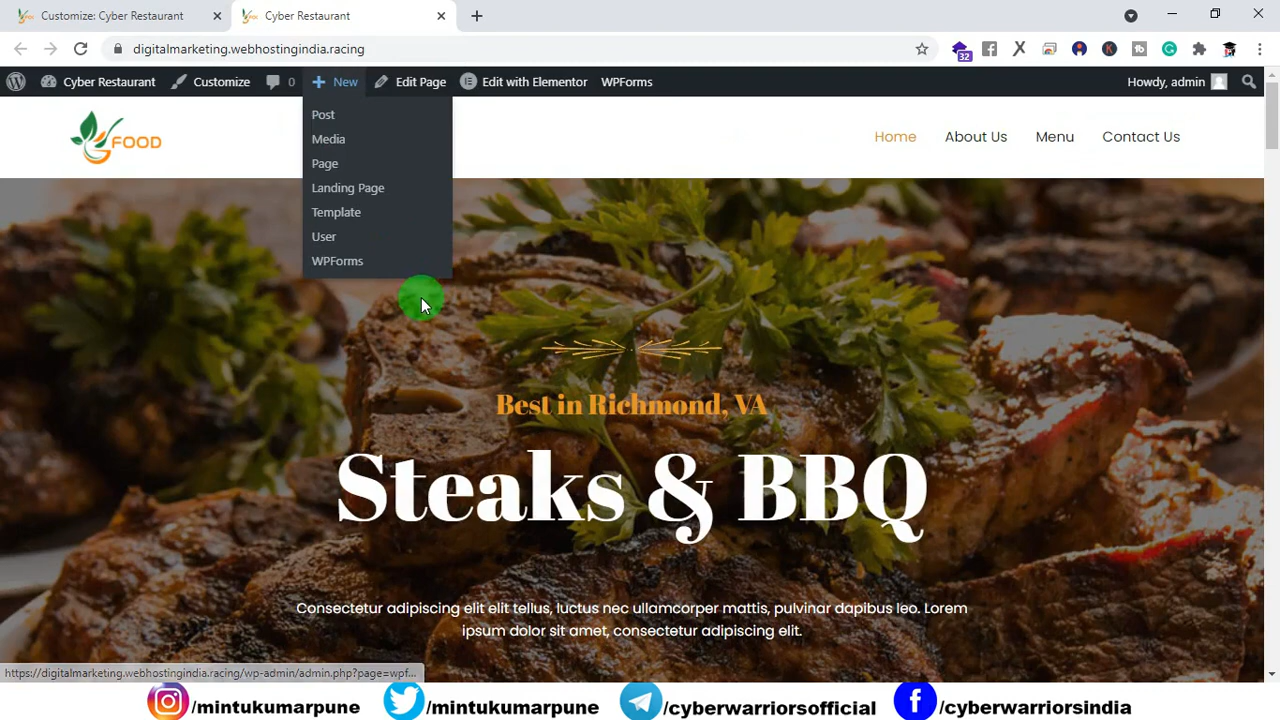 Customize: Cyber Restaurant
Cyber Restaurant
digitalmarketing.webhostingindia.racing
32
Cyber Restaurant
Customize
0
New
Edit Page
Edit with Elementor
WPForms
Howdy, admin
Post
Media
Page
Landing Page
Template
User
WPForms
FOOD
Home
About Us
Menu
Contact Us
Best in Richmond, VA
Steaks & BBQ
Consectetur adipiscing elit elit tellus, luctus nec ullamcorper mattis, pulvinar dapibus leo. Lorem
ipsum dolor sit amet, consectetur adipiscing elit.
https://digitalmarketing.webhostingindia.racing/wp-admin/admin.php?page=wpf...
/mintukumarpune
/mintukumarpune
/cyberwarriorsofficial
/cyberwarriorsindia